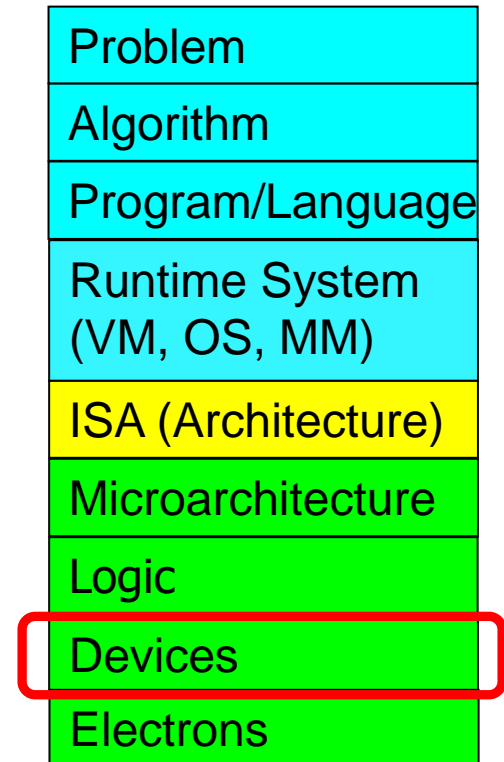 Problem
Algorithm
Program/Language
Runtime System
(VM, OS, MM)
ISA (Architecture)
Microarchitecture
Logic
Devices
Electrons